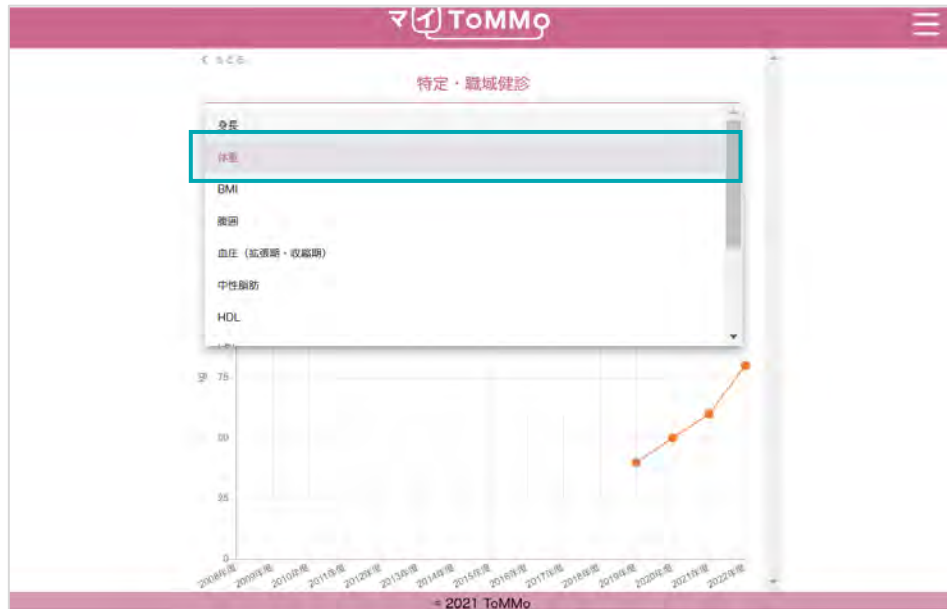 マイToMMo
< もどる
特定・職域健診
身長
体重
BMI
腹囲
血圧（拡張期・収縮期）
中性脂肪
HDL
75
50
25
0
2008年度 2009年度 2010年度 2011年度 2012年度 2013年度 2014年度 2015年度 2016年度 2017年度 2018年度 2019年度 2020年度 2021年度 2022年度
© 2021 ToMMo